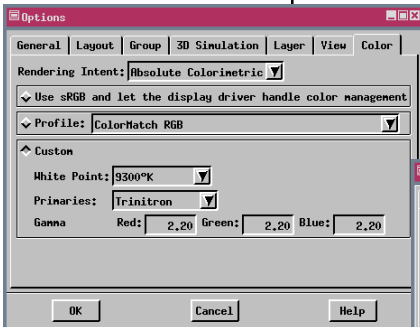 Options
General Layout Group 3D Simulation Layer View Color
Rendering Intent: Absolute Colorimetric
Use sRGB and let the display driver handle color management
Profile: ColorMatch RGB
Custom
White Point: 9300°K
Primaries: Trinitron
Gamma Red: 2.20 Green: 2.20 Blue: 2.20
OK Cancel Help